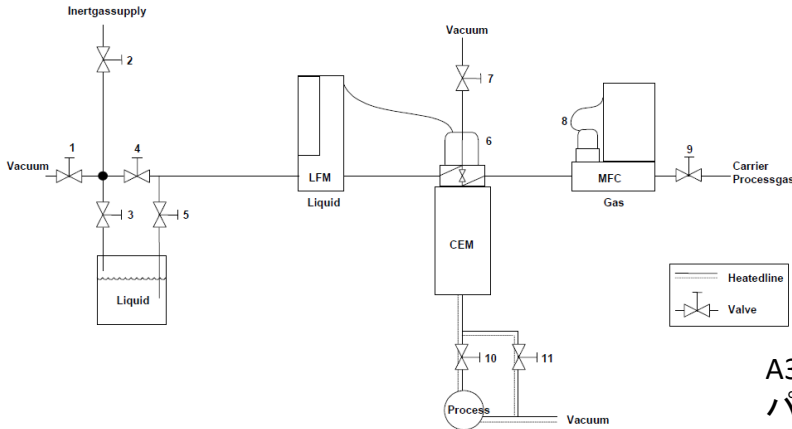 Inertgassupply
2
Vacuum
7
1
4
Vacuum
3
5
Liquid
LFM
Liquid
6
CEM
8
MFC
Gas
9
Carrier
Processgas
Heatedline
Valve
10
11
Process
Vacuum
A3
パ